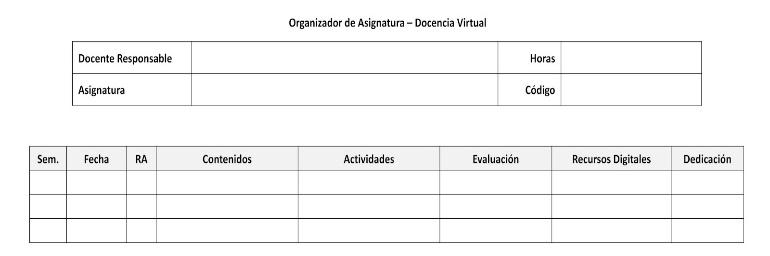 Organizador de Asignatura – Docencia Virtual
Docente Responsable Horas
Asignatura Código
Sem. Fecha RA Contenidos Actividades Evaluación Recursos Digitales Dedicación